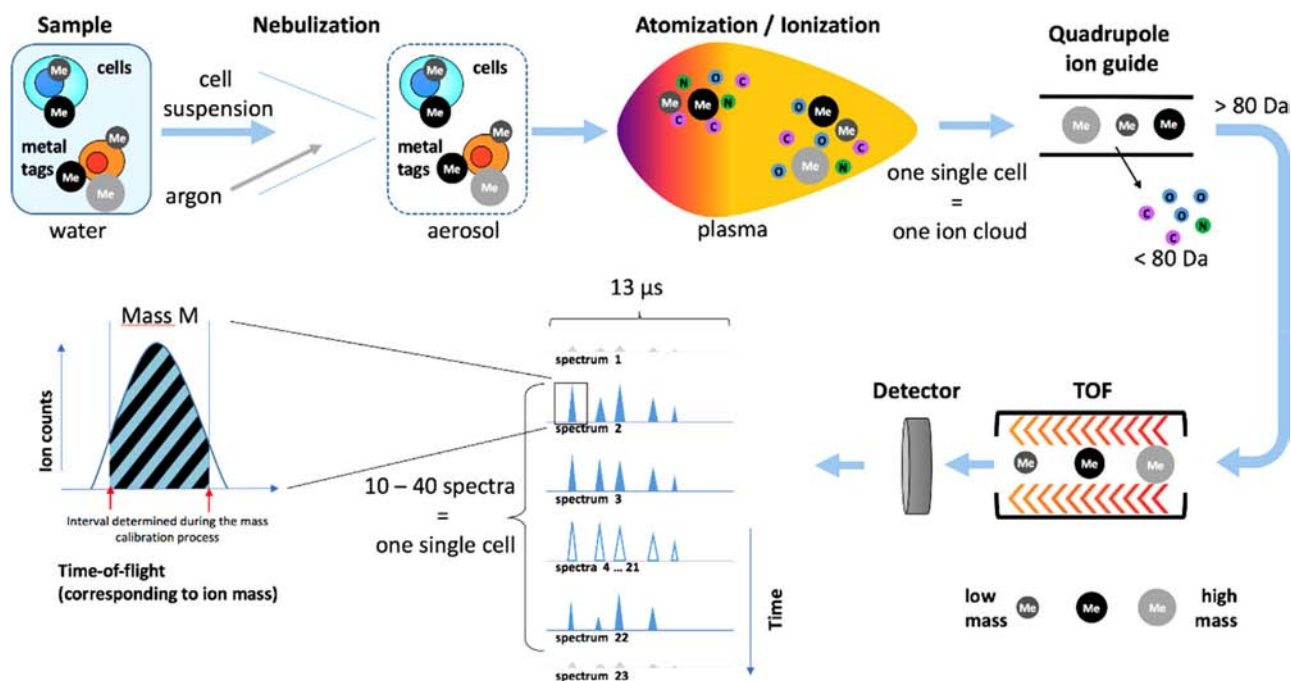 Sample
Nebulization
Atomization / Ionization
Quadrupole
ion guide
cells
Me
Me
metal
tags
Me
Me
Me
water
cell
suspension
argon
cells
Me
Me
metal
tags
Me
Me
Me
aerosol
N
O
C
Me
Me
N
C
C
O
Me
Me
C
O
C
Me
O
N
plasma
one single cell
=
one ion cloud
Me
Me
Me
> 80 Da
C
O
O
O
C
N
< 80 Da
Mass M
Ion counts
Interval determined during the mass
calibration process
Time-of-flight
(corresponding to ion mass)
13 µs
spectrum 1
spectrum 2
spectrum 3
spectra 4 ... 21
spectrum 22
spectrum 23
10 – 40 spectra
=
one single cell
Time
Detector
TOF
Me
Me
Me
low
mass
Me
Me
Me
high
mass